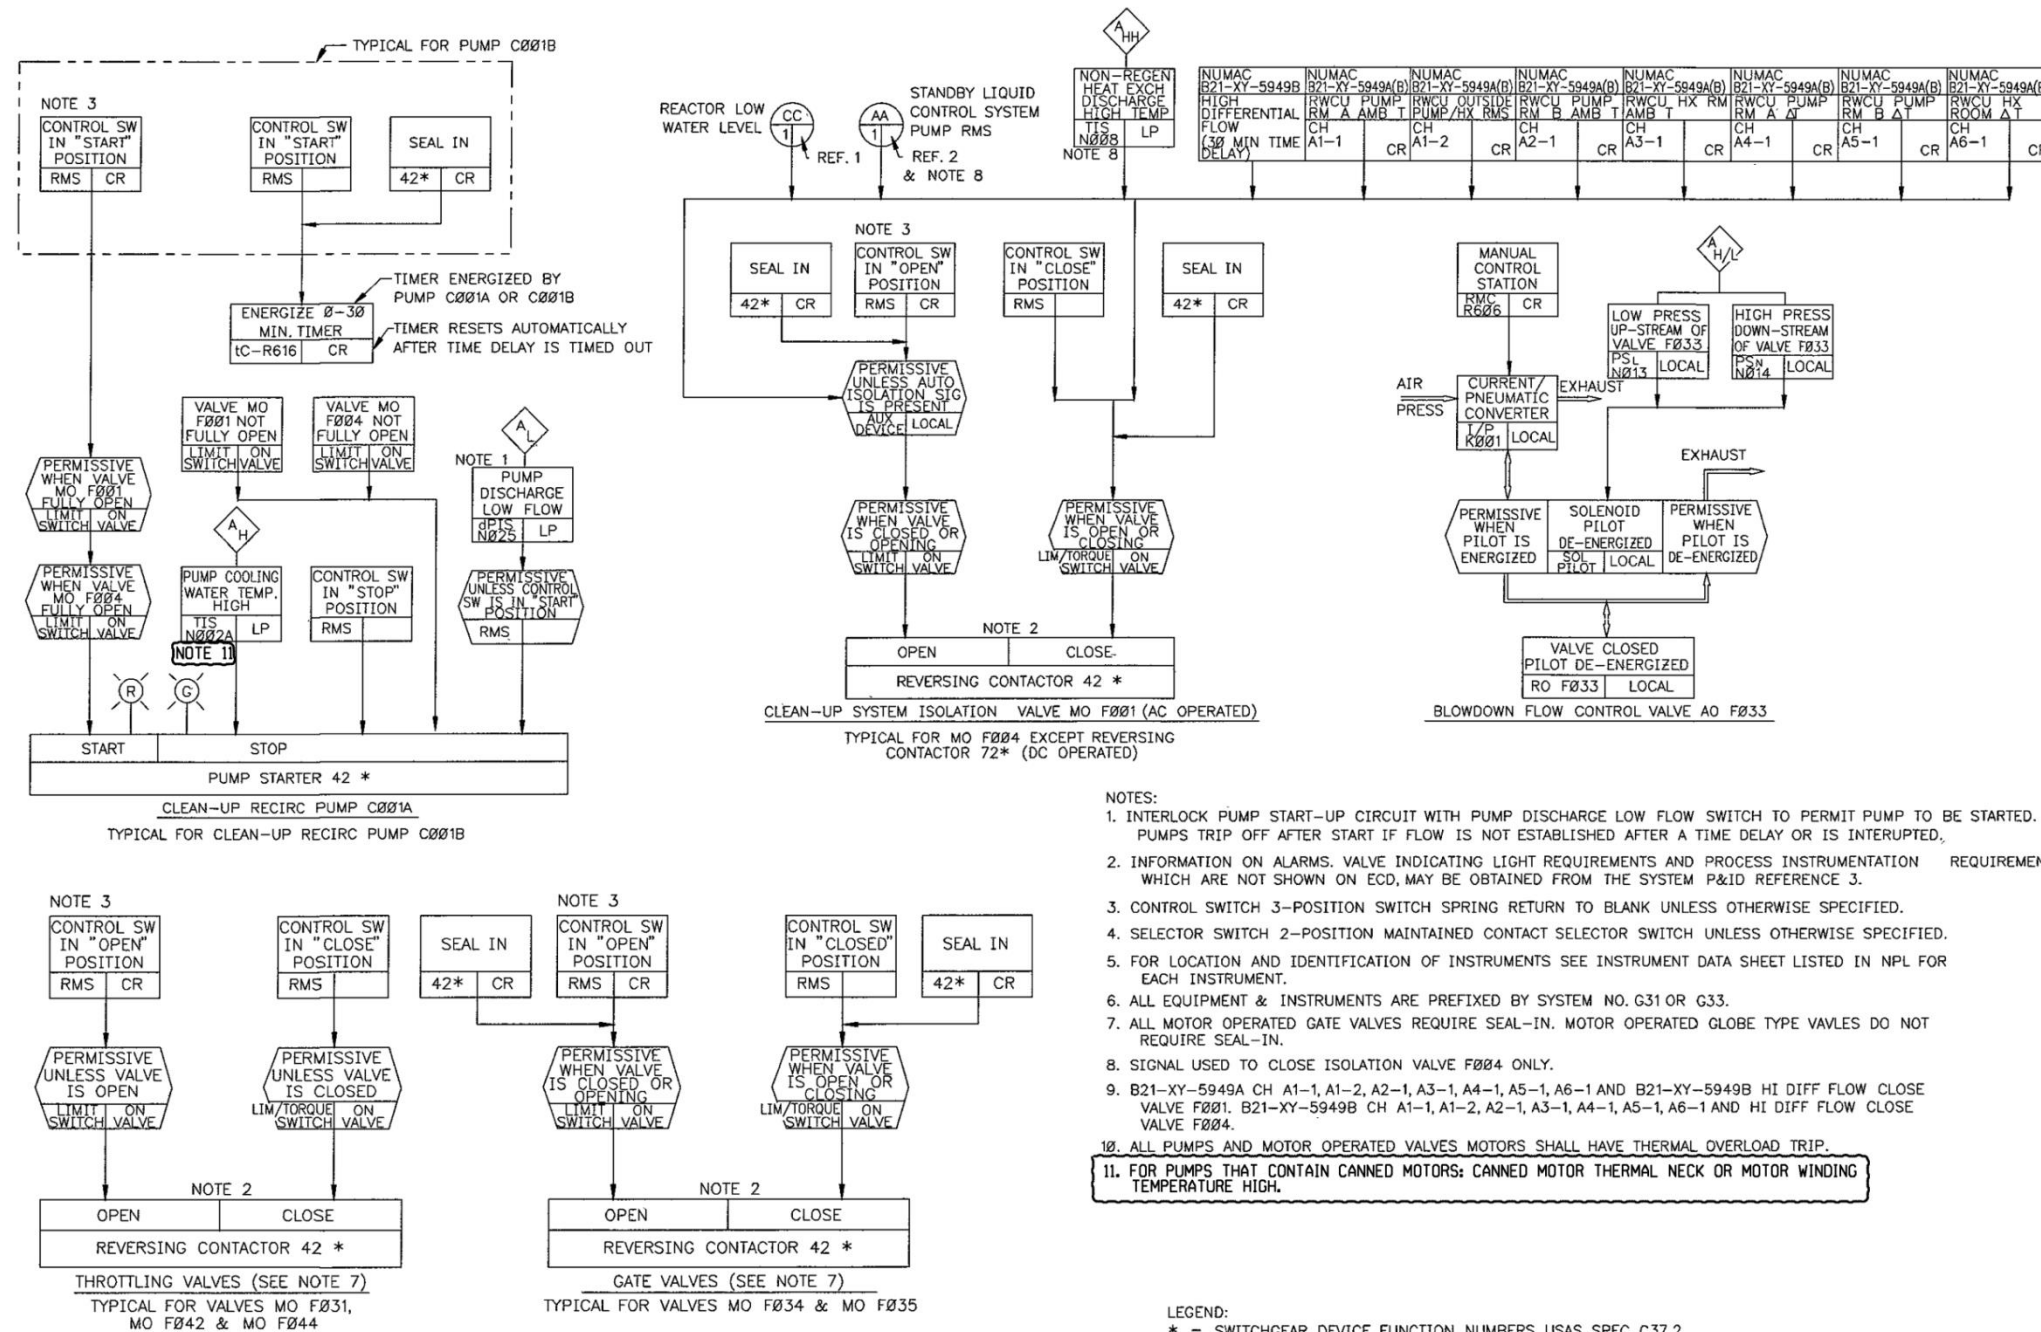 TYPICAL FOR PUMP CØØ1B
NOTE 3
CONTROL SW
IN "START"
POSITION
RMS CR
CONTROL SW
IN "START"
POSITION
RMS
SEAL IN
42* CR
TIMER ENERGIZED BY
PUMP CØØ1A OR CØØ1B
ENERGIZE Ø-3Ø
MIN. TIMER
tC-R616 CR
TIMER RESETS AUTOMATICALLY
AFTER TIME DELAY IS TIMED OUT
VALVE MO
FØØ1 NOT
FULLY OPEN
LIMIT ON
SWITCH VALVE
VALVE MO
FØØ4 NOT
FULLY OPEN
LIMIT ON
SWITCH VALVE
A L
NOTE 1
PUMP
DISCHARGE
LOW FLOW
dPIS
NØ25 LP
PERMISSIVE
WHEN VALVE
MO FØØ1
FULLY OPEN
LIMIT ON
SWITCH VALVE
A H
PERMISSIVE
WHEN VALVE
MO FØØ4
FULLY OPEN
LIMIT ON
SWITCH VALVE
PUMP COOLING
WATER TEMP.
HIGH
TIS
NØØ2A LP
NOTE 11
CONTROL SW
IN "STOP"
POSITION
RMS
PERMISSIVE
UNLESS CONTROL
SW IS IN "START"
POSITION
RMS
R
G
START STOP
PUMP STARTER 42 *
CLEAN-UP RECIRC PUMP CØØ1A
TYPICAL FOR CLEAN-UP RECIRC PUMP CØØ1B
REACTOR LOW
WATER LEVEL
CC
1
REF. 1
AA
1
STANDBY LIQUID
CONTROL SYSTEM
PUMP RMS
REF. 2
& NOTE 8
A HH
NON-REGEN
HEAT EXCH
DISCHARGE
HIGH TEMP
TIS
NØØ8 LP
NOTE 8
NUMAC
B21-XY-5949B
HIGH
DIFFERENTIAL
FLOW
(3Ø MIN TIME
DELAY)
NUMAC
B21-XY-5949A(B)
RWCU PUMP
RM A AMB T
CH
A1-1 CR
NUMAC
B21-XY-5949A(B)
RWCU OUTSIDE
PUMP/HX RMS
CH
A1-2 CR
NUMAC
B21-XY-5949A(B)
RWCU PUMP
RM B AMB T
CH
A2-1 CR
NUMAC
B21-XY-5949A(B)
RWCU HX RM
AMB T
CH
A3-1 CR
NUMAC
B21-XY-5949A(B)
RWCU PUMP
RM A ΔT
CH
A4-1 CR
NUMAC
B21-XY-5949A(B)
RWCU PUMP
RM B ΔT
CH
A5-1 CR
NUMAC
B21-XY-5949A(B
RWCU HX
ROOM ΔT
CH
A6-1
SEAL IN
42* CR
NOTE 3
CONTROL SW
IN "OPEN"
POSITION
RMS CR
CONTROL SW
IN "CLOSE"
POSITION
RMS
SEAL IN
42* CR
PERMISSIVE
UNLESS AUTO
ISOLATION SIG
IS PRESENT
AUX
DEVICE LOCAL
PERMISSIVE
WHEN VALVE
IS CLOSED OR
OPENING
LIMIT ON
SWITCH VALVE
PERMISSIVE
WHEN VALVE
IS OPEN OR
CLOSING
LIM/TORQUE ON
SWITCH VALVE
NOTE 2
OPEN CLOSE
REVERSING CONTACTOR 42 *
CLEAN-UP SYSTEM ISOLATION VALVE MO FØØ1 (AC OPERATED)
TYPICAL FOR MO FØØ4 EXCEPT REVERSING
CONTACTOR 72* (DC OPERATED)
MANUAL
CONTROL
STATION
RMC
R6Ø6 CR
A H/L
LOW PRESS
UP-STREAM OF
VALVE FØ33
PSL
NØ13 LOCAL
HIGH PRESS
DOWN-STREAM
OF VALVE FØ33
PSN
NØ14 LOCAL
AIR
PRESS
CURRENT/
PNEUMATIC
CONVERTER
I/P
KØØ1 LOCAL
EXHAUST
EXHAUST
PERMISSIVE
WHEN
PILOT IS
ENERGIZED
SOLENOID
PILOT
DE-ENERGIZED
SOL
PILOT LOCAL
PERMISSIVE
WHEN
PILOT IS
DE-ENERGIZED
VALVE CLOSED
PILOT DE-ENERGIZED
RO FØ33 LOCAL
BLOWDOWN FLOW CONTROL VALVE AO FØ33
NOTE 3
CONTROL SW
IN "OPEN"
POSITION
RMS CR
CONTROL SW
IN "CLOSE"
POSITION
RMS
PERMISSIVE
UNLESS VALVE
IS OPEN
LIMIT ON
SWITCH VALVE
PERMISSIVE
UNLESS VALVE
IS CLOSED
LIM/TORQUE ON
SWITCH VALVE
NOTE 2
OPEN CLOSE
REVERSING CONTACTOR 42 *
THROTTLING VALVES (SEE NOTE 7)
TYPICAL FOR VALVES MO FØ31,
MO FØ42 & MO FØ44
SEAL IN
42* CR
NOTE 3
CONTROL SW
IN "OPEN"
POSITION
RMS CR
CONTROL SW
IN "CLOSED"
POSITION
RMS
SEAL IN
42* CR
PERMISSIVE
WHEN VALVE
IS CLOSED OR
OPENING
LIMIT ON
SWITCH VALVE
PERMISSIVE
WHEN VALVE
IS OPEN OR
CLOSING
LIM/TORQUE ON
SWITCH VALVE
NOTE 2
OPEN CLOSE
REVERSING CONTACTOR 42 *
GATE VALVES (SEE NOTE 7)
TYPICAL FOR VALVES MO FØ34 & MO FØ35
NOTES:
1. INTERLOCK PUMP START-UP CIRCUIT WITH PUMP DISCHARGE LOW FLOW SWITCH TO PERMIT PUMP TO BE STARTED.
PUMPS TRIP OFF AFTER START IF FLOW IS NOT ESTABLISHED AFTER A TIME DELAY OR IS INTERUPTED.
2. INFORMATION ON ALARMS. VALVE INDICATING LIGHT REQUIREMENTS AND PROCESS INSTRUMENTATION REQUIREMEN
WHICH ARE NOT SHOWN ON ECD, MAY BE OBTAINED FROM THE SYSTEM P&ID REFERENCE 3.
3. CONTROL SWITCH 3-POSITION SWITCH SPRING RETURN TO BLANK UNLESS OTHERWISE SPECIFIED.
4. SELECTOR SWITCH 2-POSITION MAINTAINED CONTACT SELECTOR SWITCH UNLESS OTHERWISE SPECIFIED.
5. FOR LOCATION AND IDENTIFICATION OF INSTRUMENTS SEE INSTRUMENT DATA SHEET LISTED IN NPL FOR
EACH INSTRUMENT.
6. ALL EQUIPMENT & INSTRUMENTS ARE PREFIXED BY SYSTEM NO. G31 OR G33.
7. ALL MOTOR OPERATED GATE VALVES REQUIRE SEAL-IN. MOTOR OPERATED GLOBE TYPE VAVLES DO NOT
REQUIRE SEAL-IN.
8. SIGNAL USED TO CLOSE ISOLATION VALVE FØØ4 ONLY.
9. B21-XY-5949A CH A1-1, A1-2, A2-1, A3-1, A4-1, A5-1, A6-1 AND B21-XY-5949B HI DIFF FLOW CLOSE
VALVE FØØ1. B21-XY-5949B CH A1-1, A1-2, A2-1, A3-1, A4-1, A5-1, A6-1 AND HI DIFF FLOW CLOSE
VALVE FØØ4.
1Ø. ALL PUMPS AND MOTOR OPERATED VALVES MOTORS SHALL HAVE THERMAL OVERLOAD TRIP.
11. FOR PUMPS THAT CONTAIN CANNED MOTORS: CANNED MOTOR THERMAL NECK OR MOTOR WINDING
TEMPERATURE HIGH.
LEGEND:
* - SWITCHGEAR DEVICE FUNCTION NUMBERS USAS SPEC C37.2